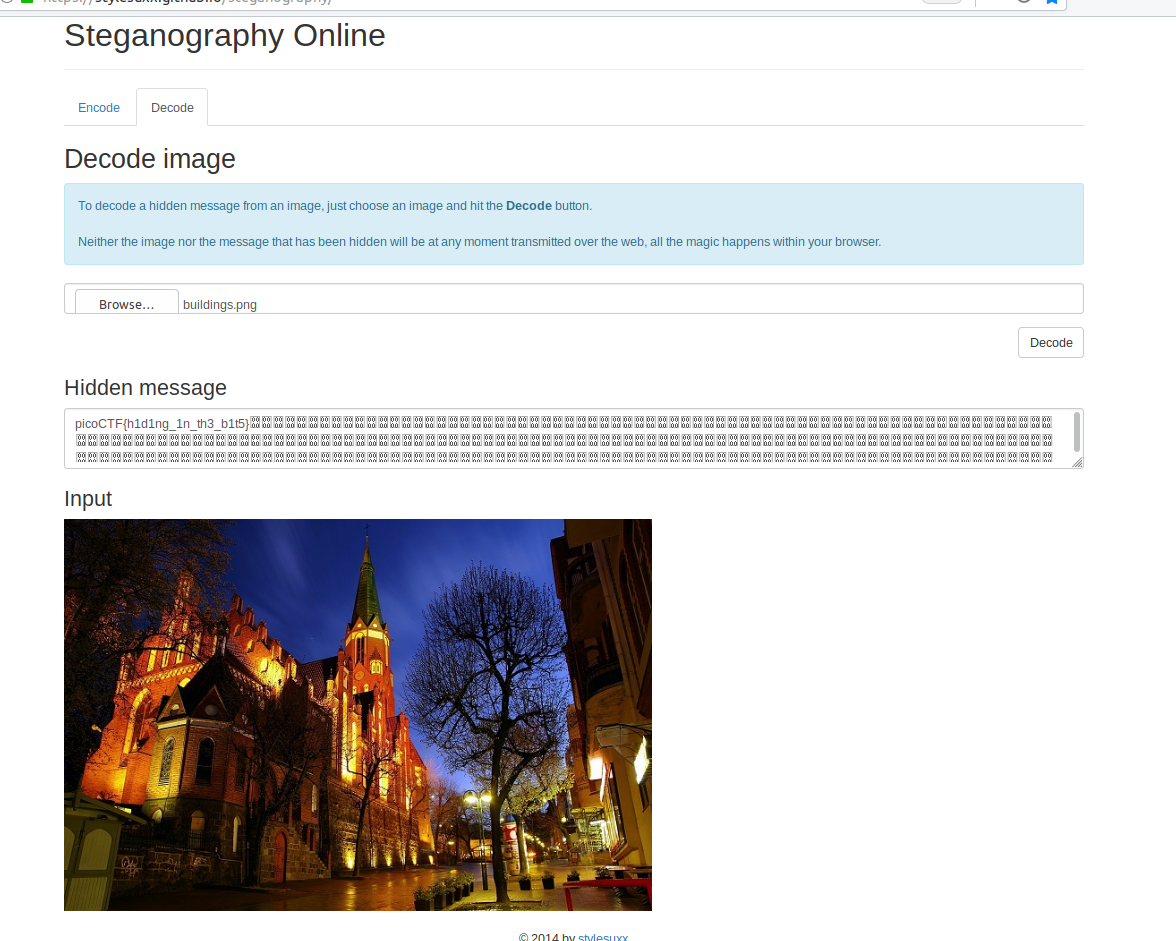 https://stylesuxx.github.io/steganography/
Steganography Online
Encode
Decode
Decode image
To decode a hidden message from an image, just choose an image and hit the Decode button.
Neither the image nor the message that has been hidden will be at any moment transmitted over the web, all the magic happens within your browser.
Browse...
buildings.png
Decode
Hidden message
picoCTF{h1d1ng_1n_th3_b1t5}
Input
© 2014 by stylesuxx